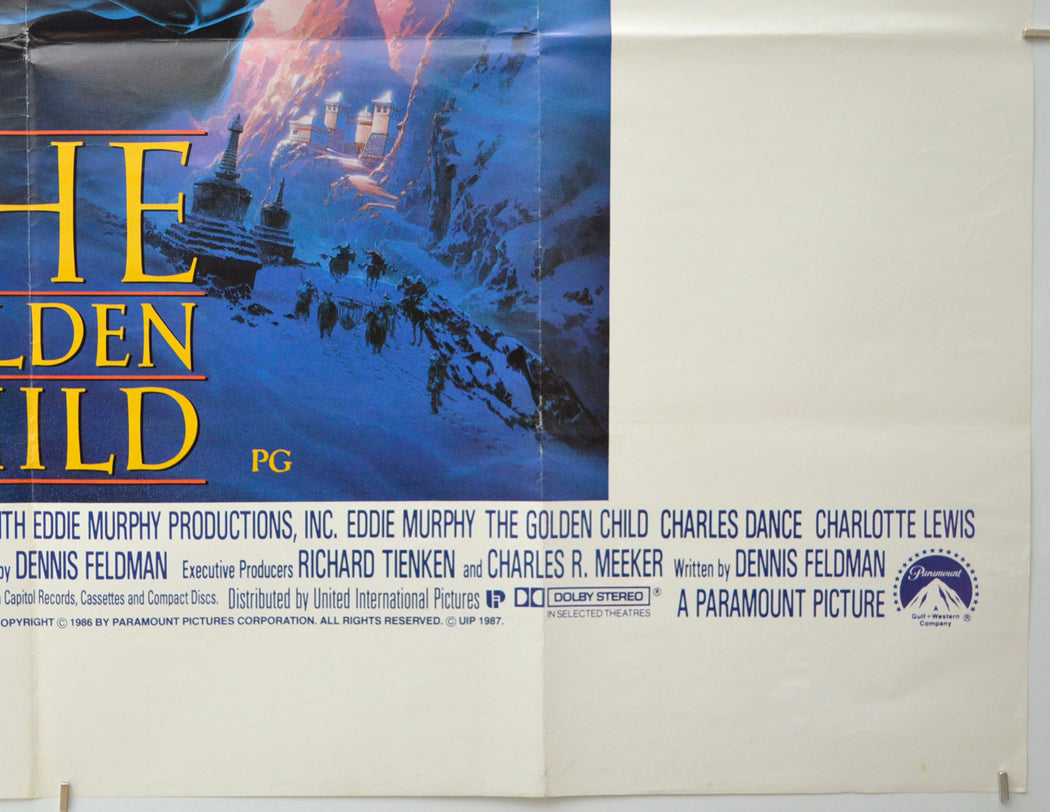 HE
LDEN
HILD
PG
ITH EDDIE MURPHY PRODUCTIONS, INC. EDDIE MURPHY THE GOLDEN CHILD CHARLES DANCE CHARLOTTE LEWIS
by DENNIS FELDMAN Executive Producers RICHARD TIENKEN and CHARLES R. MEEKER Written by DENNIS FELDMAN
Capitol Records, Cassettes and Compact Discs. Distributed by United International Pictures DOLBY STEREO ®
IN SELECTED THEATRES
A PARAMOUNT PICTURE
Paramount
Gulf+Western
Company ®
OPYRIGHT © 1986 BY PARAMOUNT PICTURES CORPORATION. ALL RIGHTS RESERVED. © UIP 1987.